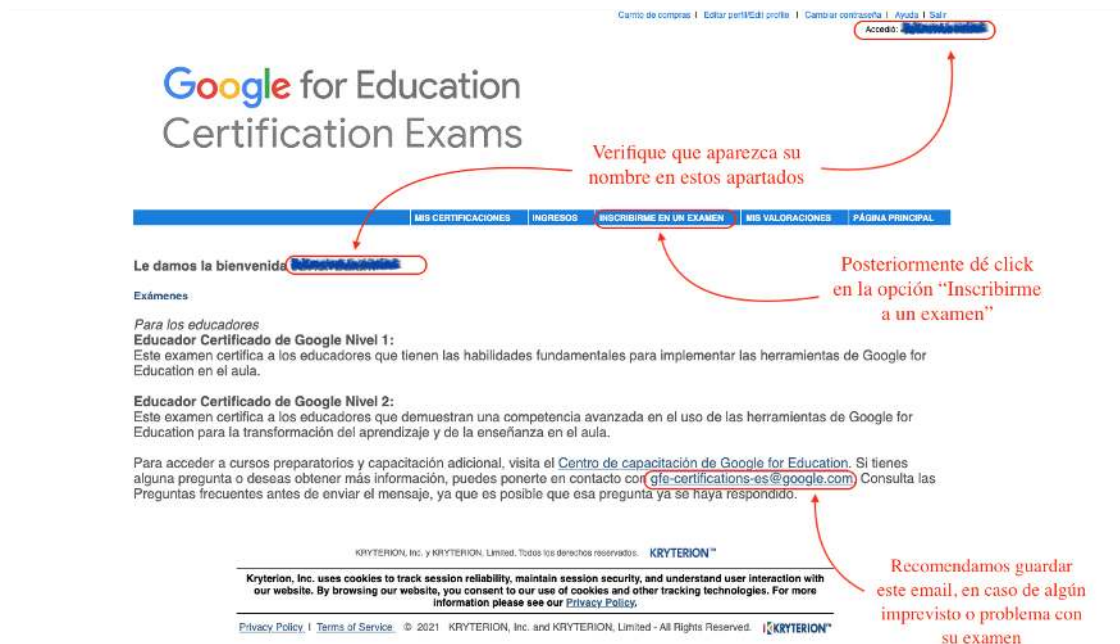 Carrito de compras | Editar perfil/Edit profile | Cambiar contraseña | Ayuda | Salir
Accedió:
Google for Education
Certification Exams
Verifique que aparezca su
nombre en estos apartados
MIS CERTIFICACIONES INGRESOS INSCRIBIRME EN UN EXAMEN MIS VALORACIONES PÁGINA PRINCIPAL
Le damos la bienvenida
Posteriormente dé click
en la opción “Inscribirme
a un examen”
Exámenes
Para los educadores
Educador Certificado de Google Nivel 1:
Este examen certifica a los educadores que tienen las habilidades fundamentales para implementar las herramientas de Google for
Education en el aula.
Educador Certificado de Google Nivel 2:
Este examen certifica a los educadores que demuestran una competencia avanzada en el uso de las herramientas de Google for
Education para la transformación del aprendizaje y de la enseñanza en el aula.
Para acceder a cursos preparatorios y capacitación adicional, visita el Centro de capacitación de Google for Education. Si tienes
alguna pregunta o deseas obtener más información, puedes ponerte en contacto con gfe-certifications-es@google.com. Consulta las
Preguntas frecuentes antes de enviar el mensaje, ya que es posible que esa pregunta ya se haya respondido.
KRYTERION, Inc. y KRYTERION, Limited. Todos los derechos reservados. KRYTERION™
Kryterion, Inc. uses cookies to track session reliability, maintain session security, and understand user interaction with
our website. By browsing our website, you consent to our use of cookies and other tracking technologies. For more
information please see our Privacy Policy.
Recomendamos guardar
este email, en caso de algún
imprevisto o problema con
su examen
Privacy Policy | Terms of Service © 2021 KRYTERION, Inc. and KRYTERION, Limited - All Rights Reserved. KRYTERION™